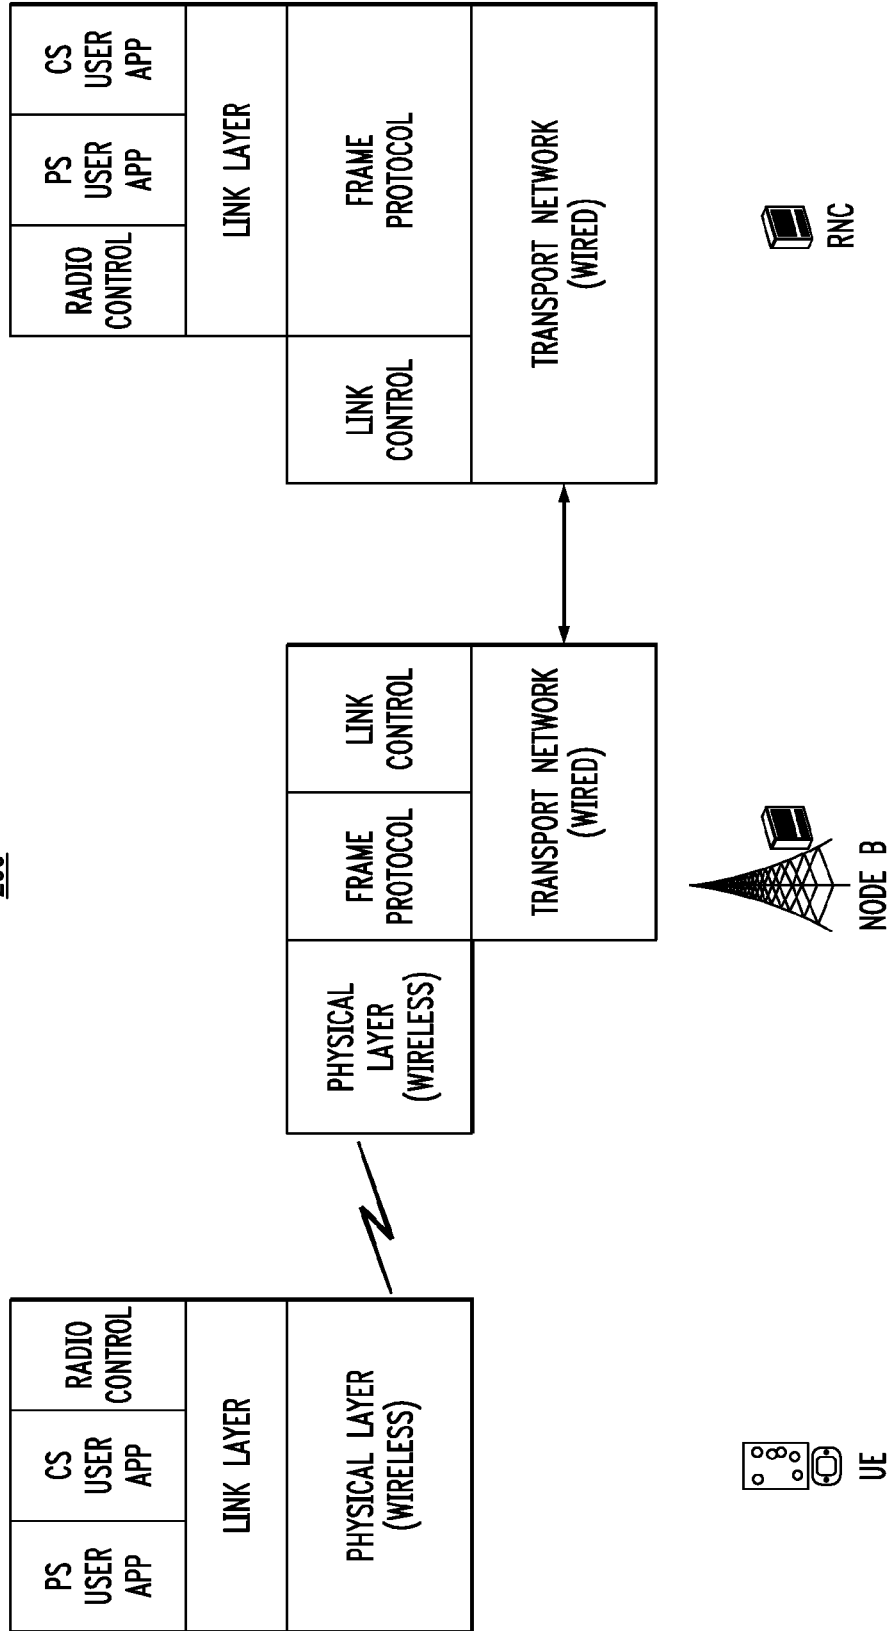 PS
USER
APP
CS
USER
APP
RADIO
CONTROL
LINK LAYER
PHYSICAL LAYER
(WIRELESS)
UE
PHYSICAL
LAYER
(WIRELESS)
FRAME
PROTOCOL
LINK
CONTROL
TRANSPORT NETWORK
(WIRED)
NODE B
RADIO
CONTROL
PS
USER
APP
CS
USER
APP
LINK LAYER
LINK
CONTROL
FRAME
PROTOCOL
TRANSPORT NETWORK
(WIRED)
RNC